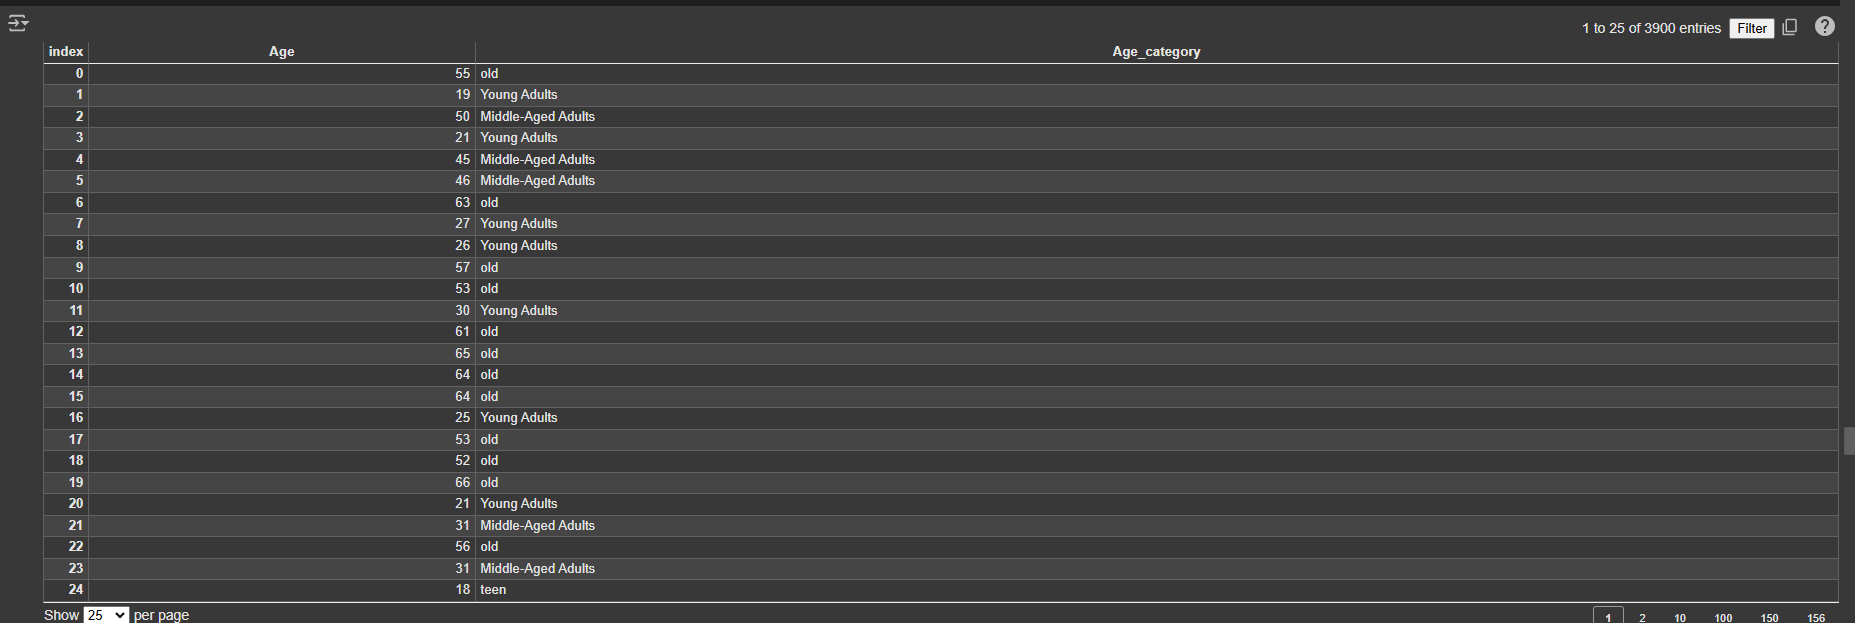 1 to 25 of 3900 entries Filter
index Age Age_category
0 55 old
1 19 Young Adults
2 50 Middle-Aged Adults
3 21 Young Adults
4 45 Middle-Aged Adults
5 46 Middle-Aged Adults
6 63 old
7 27 Young Adults
8 26 Young Adults
9 57 old
10 53 old
11 30 Young Adults
12 61 old
13 65 old
14 64 old
15 64 old
16 25 Young Adults
17 53 old
18 52 old
19 66 old
20 21 Young Adults
21 31 Middle-Aged Adults
22 56 old
23 31 Middle-Aged Adults
24 18 teen
Show 25 per page 1 2 10 100 150 156